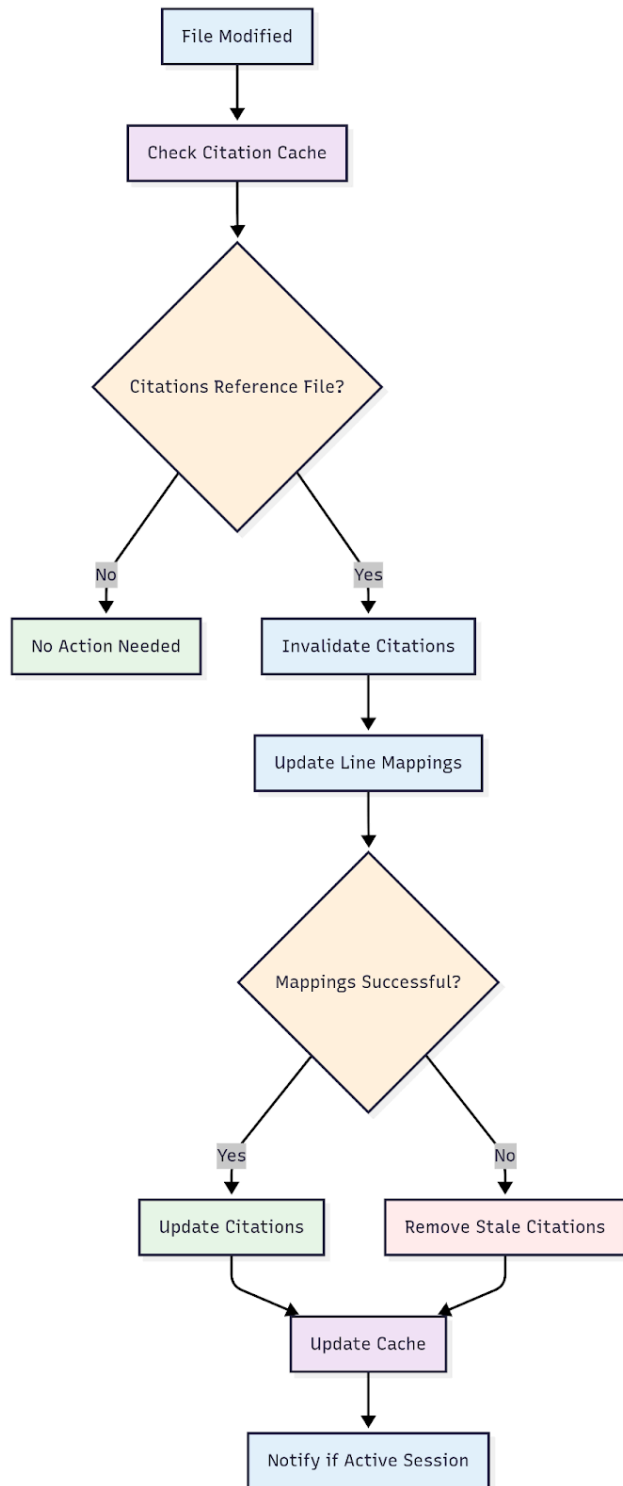 File Modified
Check Citation Cache
Citations Reference File?
No
Yes
No Action Needed
Invalidate Citations
Update Line Mappings
Mappings Successful?
Yes
No
Update Citations
Remove Stale Citations
Update Cache
Notify if Active Session